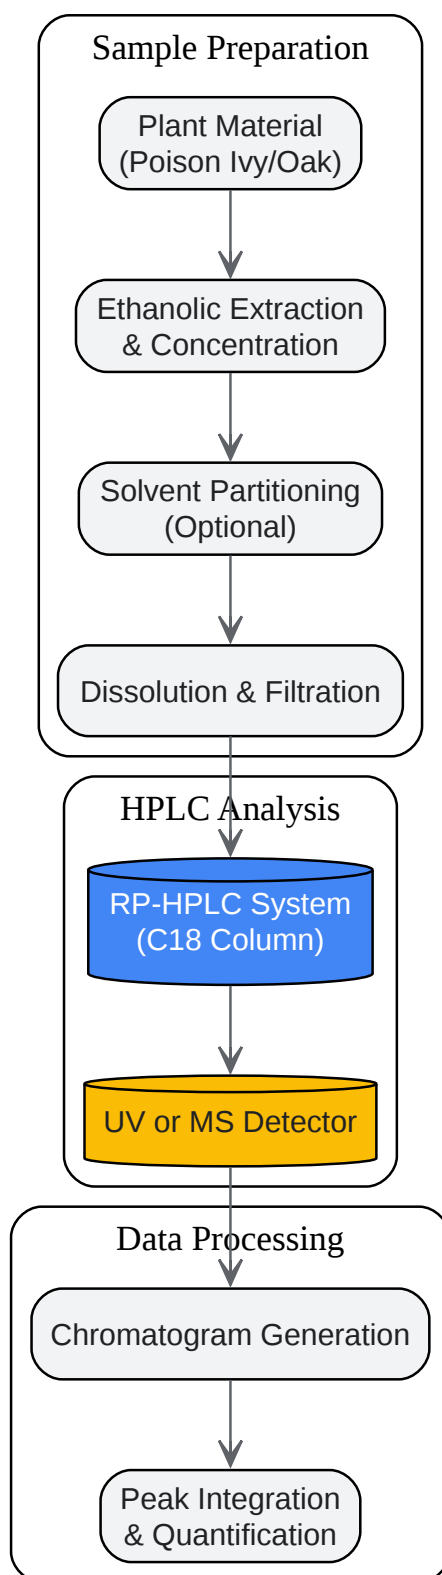 Sample Preparation
Plant Material
(Poison Ivy/Oak)
Ethanolic Extraction
& Concentration
Solvent Partitioning
(Optional)
Dissolution & Filtration
HPLC Analysis
RP-HPLC System
(C18 Column)
UV or MS Detector
Data Processing
Chromatogram Generation
Peak Integration
& Quantification